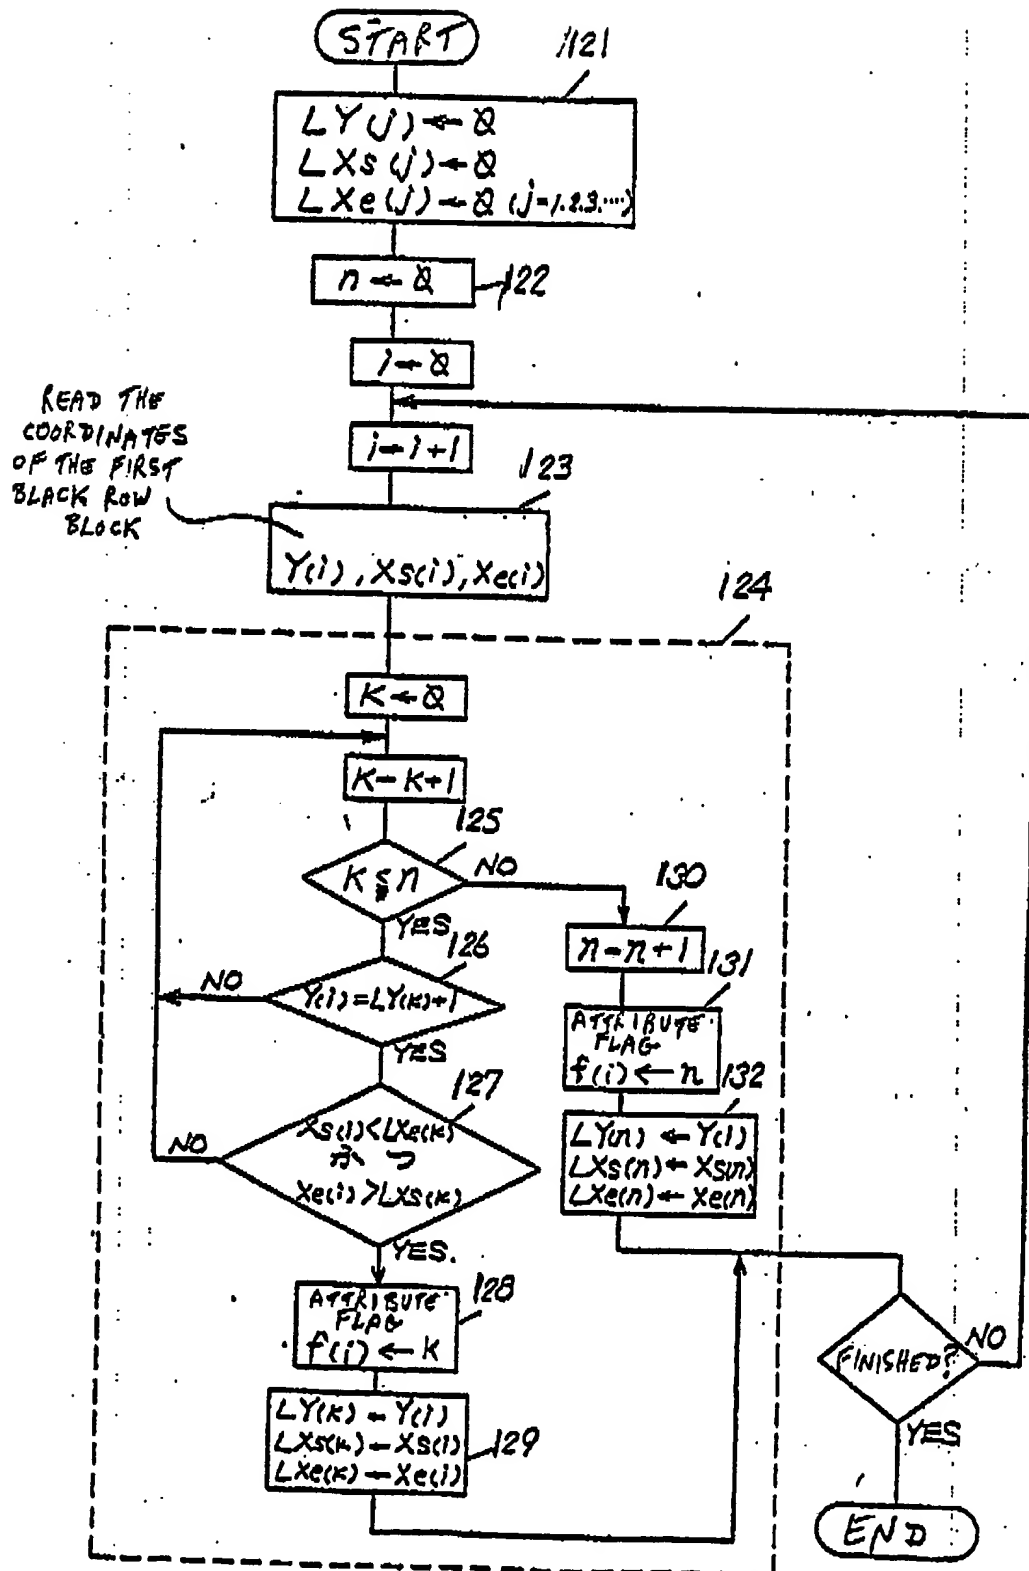 START
121
LY(j) ← 0
LXs(j) ← 0
LXe(j) ← 0 (j=1.2.3.....)
n ← 0
122
i ← 0
READ THE
COORDINATES
OF THE FIRST
BLACK ROW
BLOCK
i ← i+1
123
Y(i), Xs(i), Xe(i)
124
K ← 0
K ← K+1
125
K ≦ n
NO
YES
130
n ← n+1
126
Y(i)=LY(K)+1
NO
YES
131
ATTRIBUTE
FLAG
f(i) ← n
127
Xs(i)<LXe(k)
かつ
Xe(i)>LXs(k)
NO
YES.
132
LY(n) ← Y(i)
LXs(n) ← Xs(n)
LXe(n) ← Xe(n)
128
ATTRIBUTE
FLAG
f(i) ← K
LY(K) ← Y(i)
LXs(k) ← Xs(i)
LXe(k) ← Xe(i)
129
FINISHED?
NO
YES
END